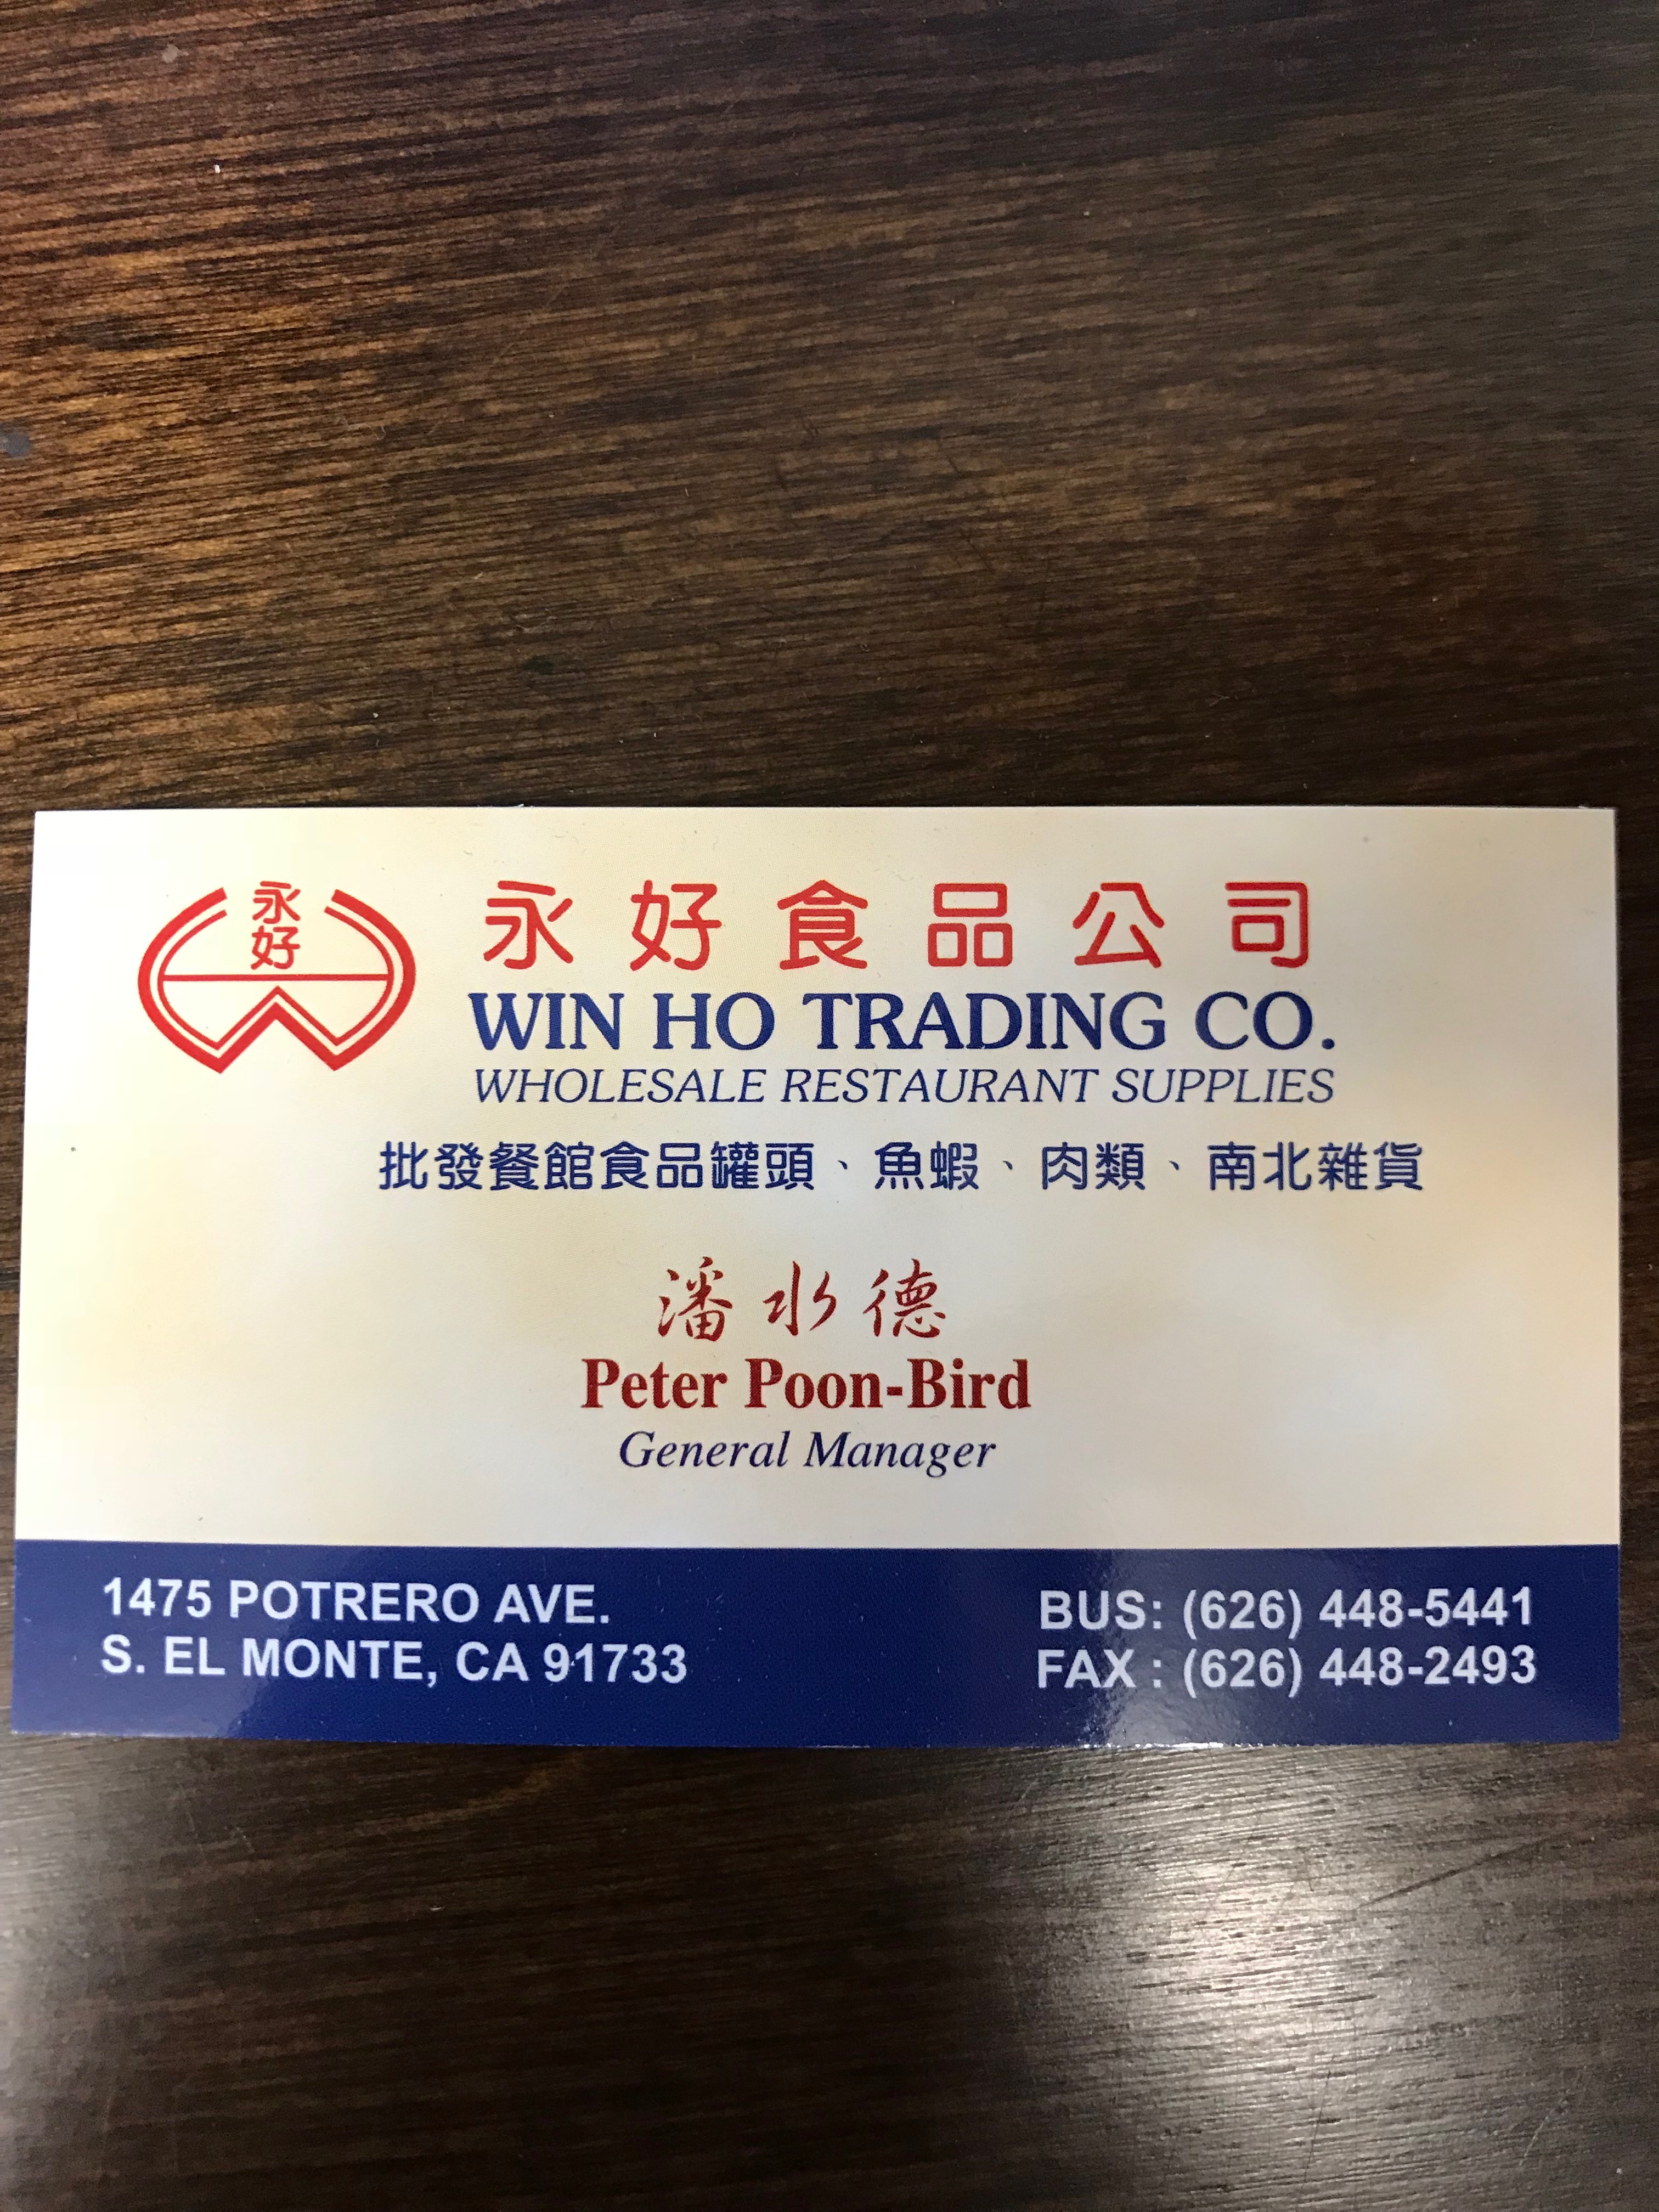 永好
永好食品公司
WIN HO TRADING CO.
WHOLESALE RESTAURANT SUPPLIES
批發餐館食品罐頭、魚蝦、肉類、南北雜貨
潘水德
Peter Poon-Bird
General Manager
1475 POTRERO AVE.
S. EL MONTE, CA 91733
BUS: (626) 448-5441
FAX : (626) 448-2493